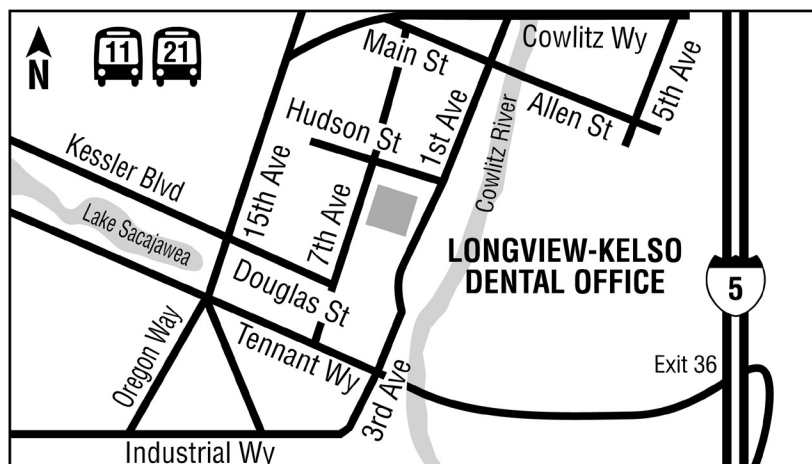 N
11
21
Main St
Cowlitz Wy
5th Ave
Allen St
Hudson St
1st Ave
Cowlitz River
Kessler Blvd
15th Ave
7th Ave
Lake Sacajawea
LONGVIEW-KELSO
DENTAL OFFICE
5
Douglas St
Oregon Way
Tennant Wy
3rd Ave
Exit 36
Industrial Wy